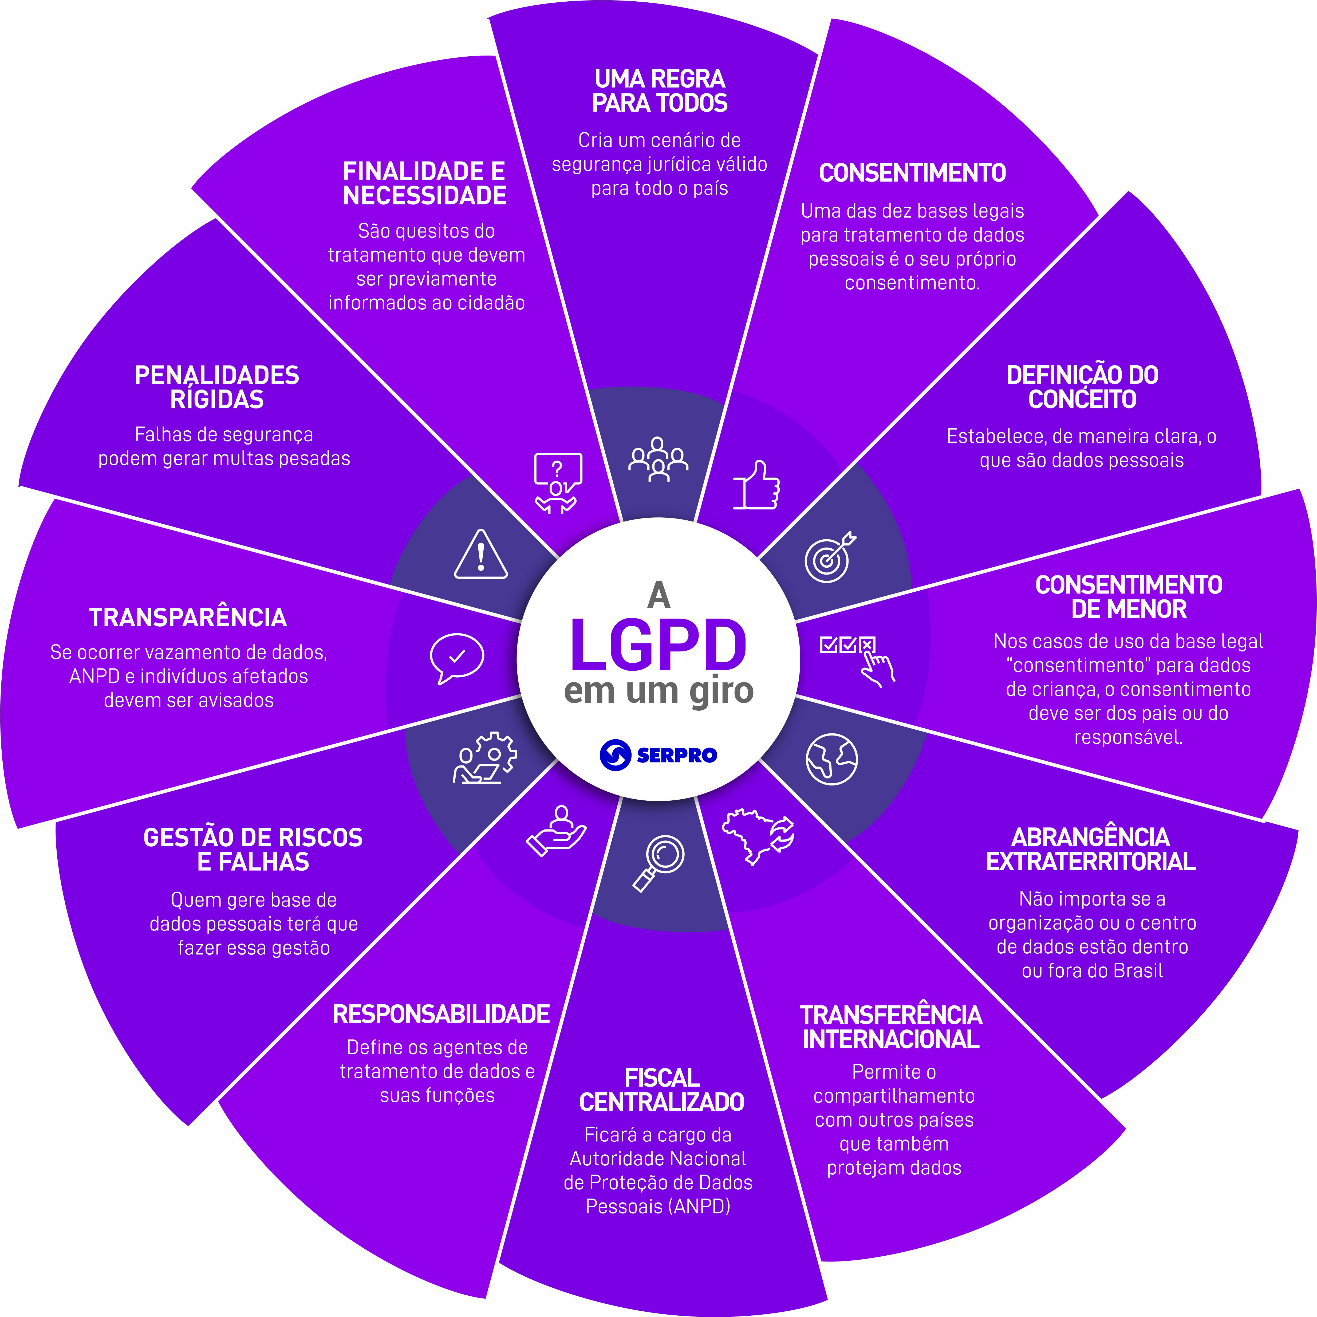 A
LGPD
em um giro
SERPRO
UMA REGRA
PARA TODOS
Cria um cenário de
segurança jurídica válido
para todo o país
CONSENTIMENTO
Uma das dez bases legais
para tratamento de dados
pessoais é o seu próprio
consentimento.
DEFINIÇÃO DO
CONCEITO
Estabelece, de maneira clara, o
que são dados pessoais
CONSENTIMENTO
DE MENOR
Nos casos de uso da base legal
"consentimento" para dados
de criança, o consentimento
deve ser dos pais ou do
responsável.
ABRANGÊNCIA
EXTRATERRITORIAL
Não importa se a
organização ou o centro
de dados estão dentro
ou fora do Brasil
TRANSFERÊNCIA
INTERNACIONAL
Permite o
compartilhamento
com outros países
que também
protejam dados
FISCAL
CENTRALIZADO
Ficará a cargo da
Autoridade Nacional
de Proteção de Dados
Pessoais (ANPD)
RESPONSABILIDADE
Define os agentes de
tratamento de dados e
suas funções
GESTÃO DE RISCOS
E FALHAS
Quem gere base de
dados pessoais terá que
fazer essa gestão
TRANSPARÊNCIA
Se ocorrer vazamento de dados,
ANPD e indivíduos afetados
devem ser avisados
PENALIDADES
RÍGIDAS
Falhas de segurança
podem gerar multas pesadas
FINALIDADE E
NECESSIDADE
São quesitos do
tratamento que devem
ser previamente
informados ao cidadão